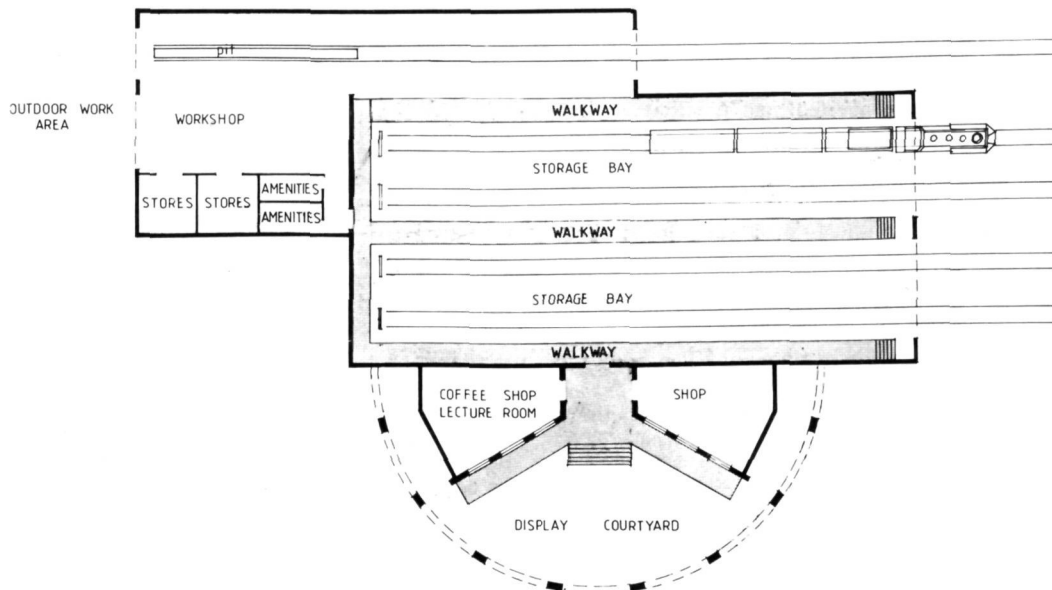 pit
OUTDOOR WORK
AREA
WORKSHOP
WALKWAY
STORAGE BAY
STORES
STORES
AMENITIES
AMENITIES
WALKWAY
STORAGE BAY
WALKWAY
COFFEE SHOP
LECTURE ROOM
SHOP
DISPLAY COURTYARD